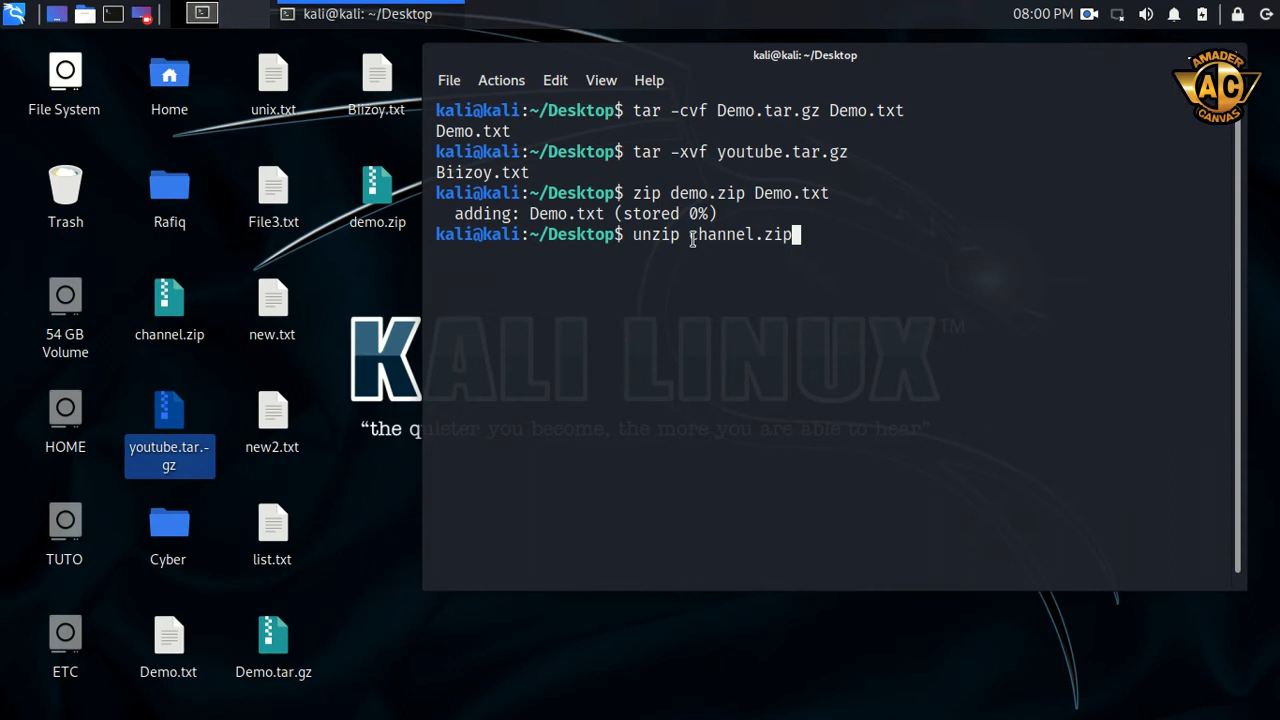 kali@kali: ~/Desktop
08:00 PM
kali@kali: ~/Desktop
File Actions Edit View Help
kali@kali:~/Desktop$ tar -cvf Demo.tar.gz Demo.txt
Demo.txt
kali@kali:~/Desktop$ tar -xvf youtube.tar.gz
Biizoy.txt
kali@kali:~/Desktop$ zip demo.zip Demo.txt
adding: Demo.txt (stored 0%)
kali@kali:~/Desktop$ unzip channel.zip
AMADER
AC
CANVAS
File System
Home
unix.txt
Biizoy.txt
Trash
Rafiq
File3.txt
demo.zip
54 GB
Volume
channel.zip
new.txt
HOME
youtube.tar.-
gz
new2.txt
TUTO
Cyber
list.txt
ETC
Demo.txt
Demo.tar.gz
KALI LINUX™
“the quieter you become, the more you are able to hear”